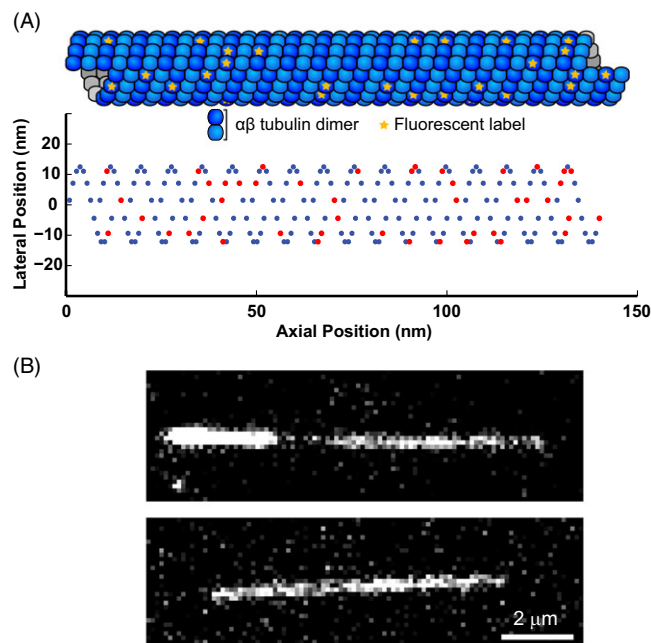 (A)
αβ tubulin dimer
Fluorescent label
Lateral Position (nm)
30
20
10
0
−10
−20
0
50
100
150
Axial Position (nm)
(B)
2 μm